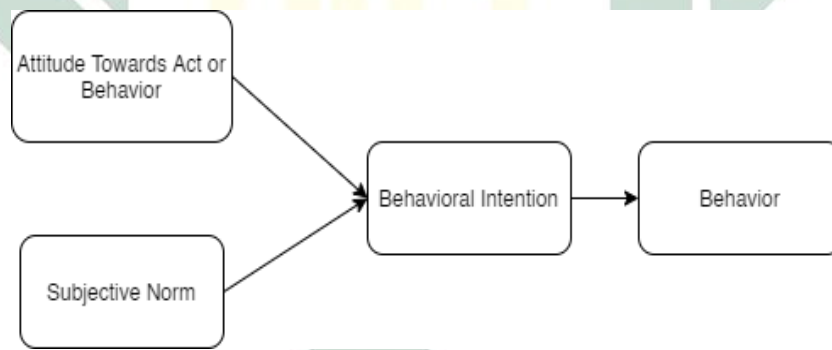 Attitude Towards Act or
Behavior
Behavioral Intention
Behavior
Subjective Norm